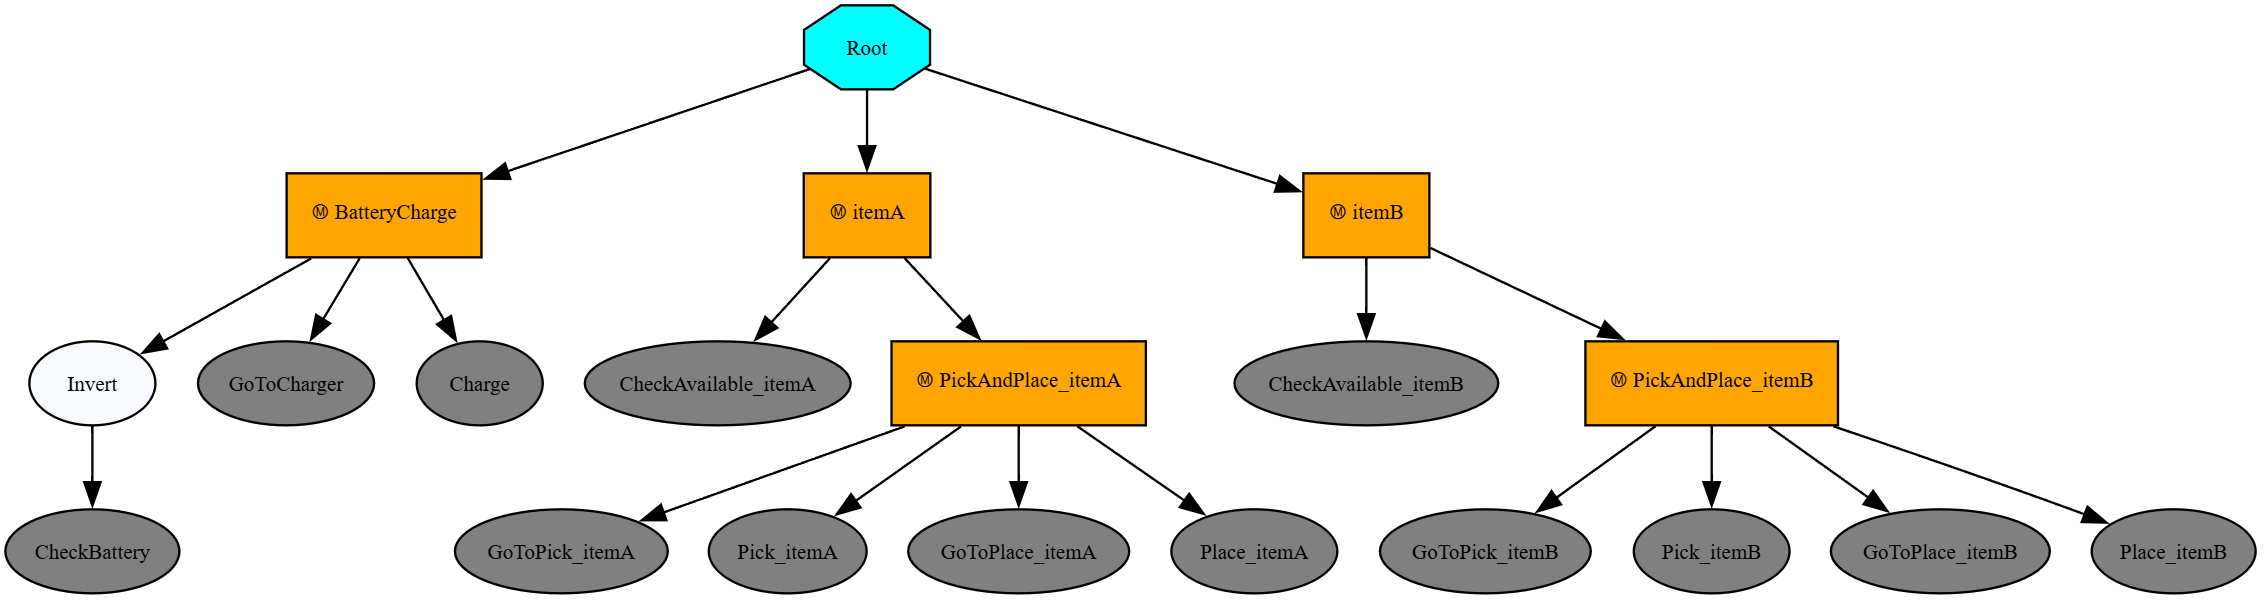 Root
Ⓜ BatteryCharge
Ⓜ itemA
Ⓜ itemB
Invert
GoToCharger
Charge
CheckAvailable_itemA
Ⓜ PickAndPlace_itemA
CheckAvailable_itemB
Ⓜ PickAndPlace_itemB
CheckBattery
GoToPick_itemA
Pick_itemA
GoToPlace_itemA
Place_itemA
GoToPick_itemB
Pick_itemB
GoToPlace_itemB
Place_itemB